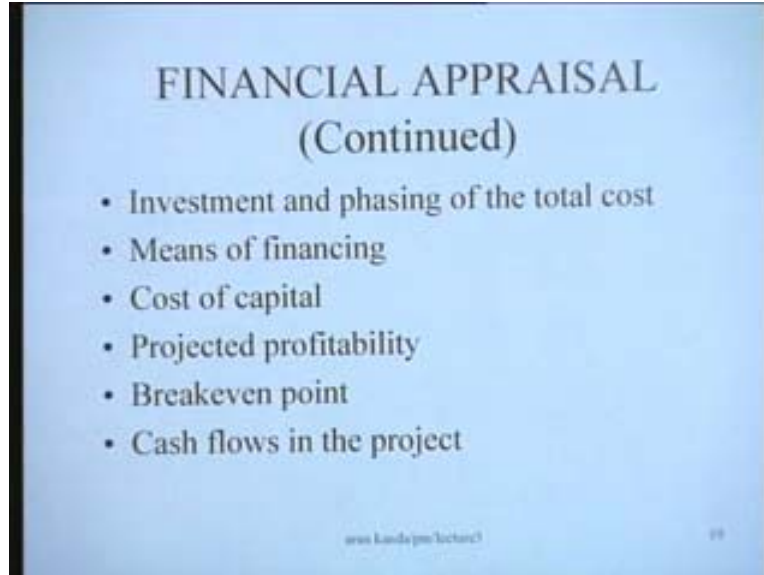 FINANCIAL APPRAISAL
(Continued)
• Investment and phasing of the total cost
• Means of financing
• Cost of capital
• Projected profitability
• Breakeven point
• Cash flows in the project